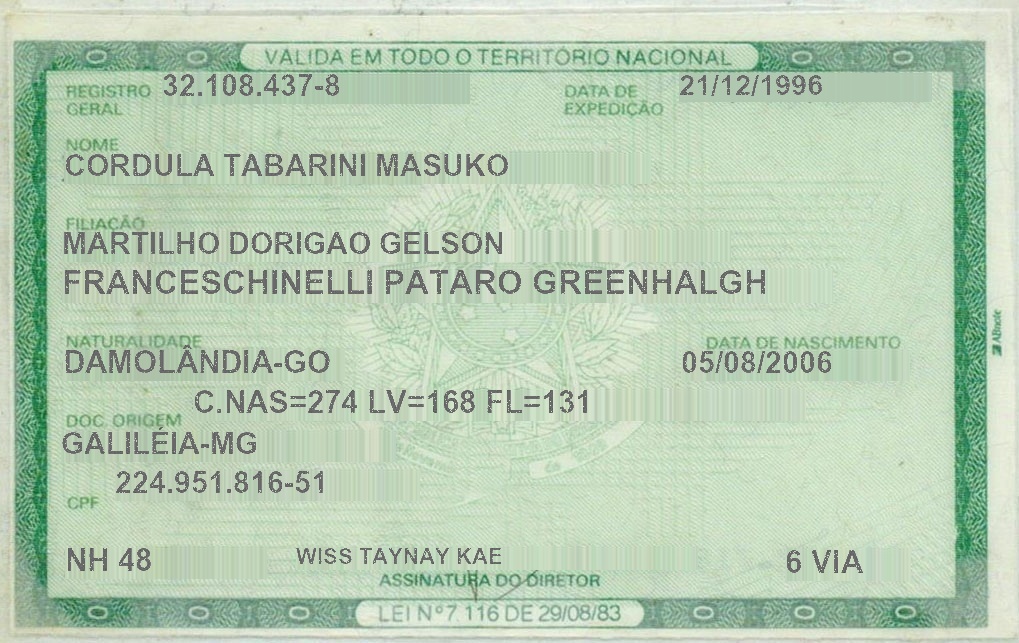 VÁLIDA EM TODO O TERRITÓRIO NACIONAL
REGISTRO GERAL 32.108.437-8 DATA DE EXPEDIÇÃO 21/12/1996
NOME
CORDULA TABARINI MASUKO
FILIAÇÃO
MARTILHO DORIGAO GELSON
FRANCESCHINELLI PATARO GREENHALGH
NATURALIDADE DATA DE NASCIMENTO
DAMOLÂNDIA-GO 05/08/2006
C.NAS=274 LV=168 FL=131
DOC. ORIGEM
GALILÉIA-MG
224.951.816-51
CPF
NH 48 WISS TAYNAY KAE 6 VIA
ASSINATURA DO DIRETOR
LEI Nº 7.116 DE 29/08/83
ABnote